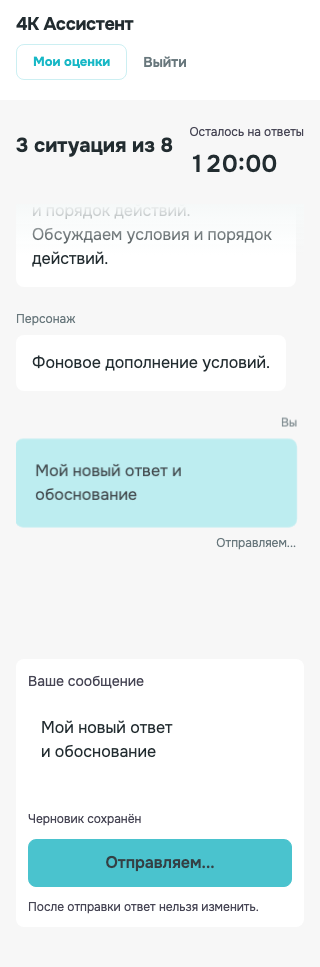 4К Ассистент
Мои оценки
Выйти
3 ситуация из 8
Осталось на ответы
120:00
и порядок действий.
Обсуждаем условия и порядок
действий.
Персонаж
Фоновое дополнение условий.
Вы
Мой новый ответ и
обоснование
Отправляем...
Ваше сообщение
Мой новый ответ
и обоснование
Черновик сохранён
Отправляем...
После отправки ответ нельзя изменить.